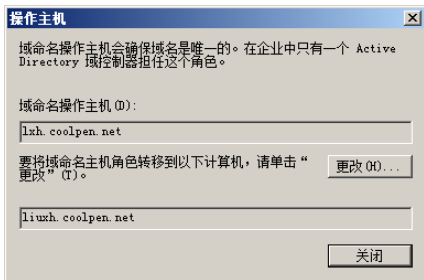 操作主机
域命名操作主机会确保域名是唯一的。在企业中只有一个 Active
Directory 域控制器担任这个角色。
域命名操作主机(D):
lxh.coolpen.net
要将域命名主机角色转移到以下计算机，请单击“
更改”(T)。
更改(H)...
liuxh.coolpen.net
关闭